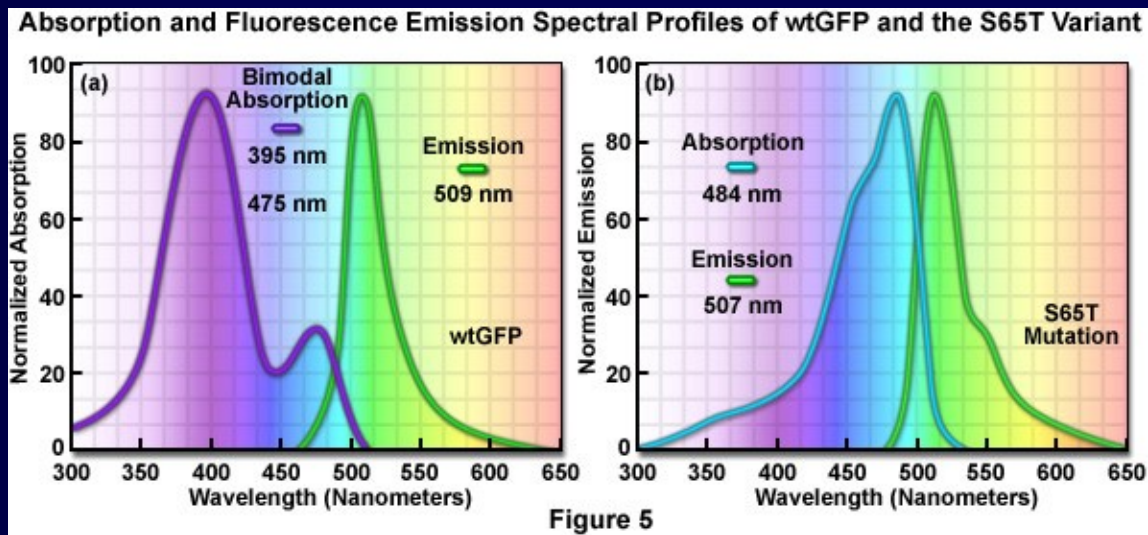 Absorption and Fluorescence Emission Spectral Profiles of wtGFP and the S65T Variant
(a)
Bimodal
Absorption
395 nm
475 nm
Emission
509 nm
wtGFP
Normalized Absorption
100
80
60
40
20
0
300 350 400 450 500 550 600 650
Wavelength (Nanometers)
(b)
Absorption
484 nm
Emission
507 nm
S65T
Mutation
Normalized Emission
100
80
60
40
20
0
300 350 400 450 500 550 600 650
Wavelength (Nanometers)
Figure 5